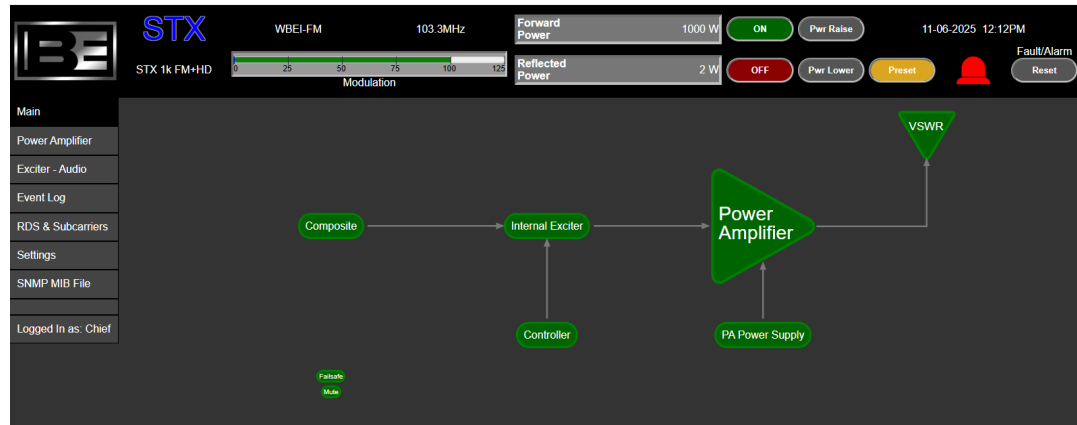 BE
STX
WBEI-FM
103.3MHz
Forward
Power
1000 W
ON
Pwr Raise
11-06-2025 12:12PM
STX 1k FM+HD
0 25 50 75 100 125
Modulation
Reflected
Power
2 W
OFF
Pwr Lower
Preset
Fault/Alarm
Reset
Main
Power Amplifier
Exciter - Audio
Event Log
RDS & Subcarriers
Settings
SNMP MIB File
Logged In as: Chief
VSWR
Composite
Internal Exciter
Power
Amplifier
Controller
PA Power Supply
Failsafe
Mute